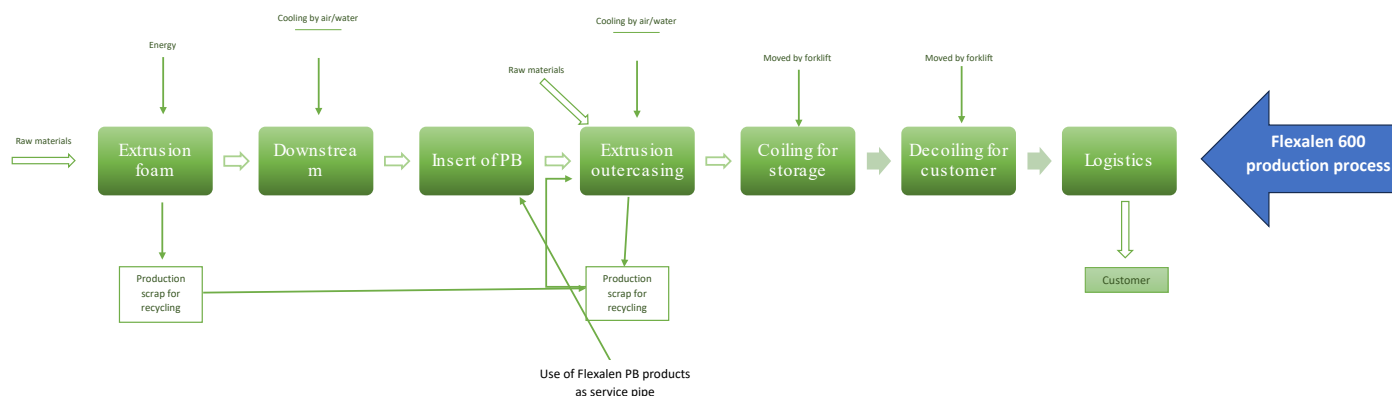 Cooling by air/water
Cooling by air/water
Energy
Moved by forklift
Moved by forklift
Raw materials
Raw materials
Extrusion
foam
Downstrea
m
Insert of PB
Extrusion
outercasing
Coiling for
storage
Decoiling for
customer
Logistics
Flexalen 600
production process
Production
scrap for
recycling
Production
scrap for
recycling
Customer
Use of Flexalen PB products
as service pipe